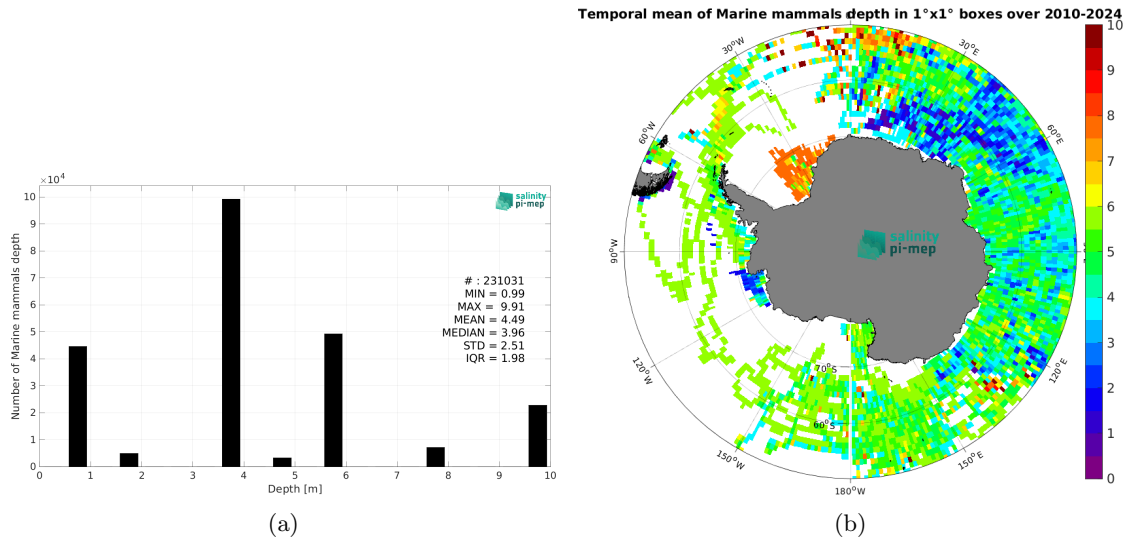 Temporal mean of Marine mammals depth in 1°x1° boxes over 2010-2024
×10⁴
10
9
8
7
6
5
4
3
2
1
0
Number of Marine mammals depth
0 1 2 3 4 5 6 7 8 9 10
Depth [m]
salinity
pi-mep
# : 231031
MIN = 0.99
MAX = 9.91
MEAN = 4.49
MEDIAN = 3.96
STD = 2.51
IQR = 1.98
(a)
30°W
30°E
60°W
60°E
90°W
120°W
120°E
150°W
150°E
180°W
70°S
60°S
salinity
pi-mep
10
9
8
7
6
5
4
3
2
1
0
(b)